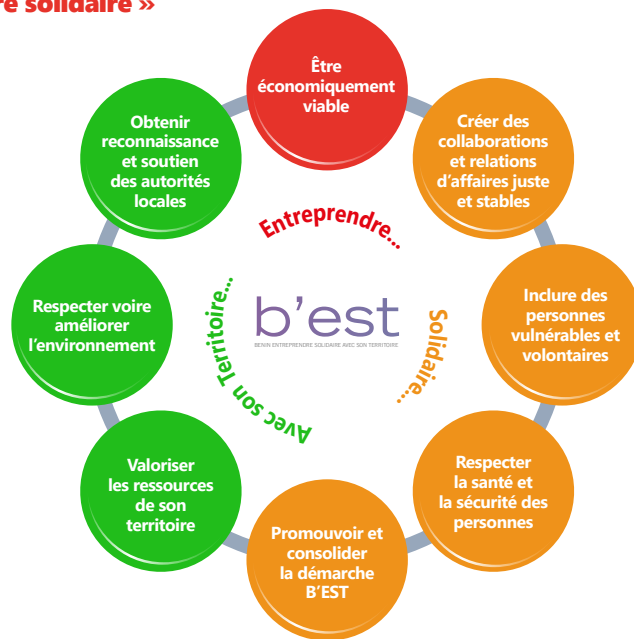 re solidaire »
Être
économiquement
viable
Créer des
collaborations
et relations
d'affaires juste
et stables
Inclure des
personnes
vulnérables et
volontaires
Respecter
la santé et
la sécurité des
personnes
Promouvoir et
consolider
la démarche
B'EST
Valoriser
les ressources
de son
territoire
Respecter voire
améliorer
l'environnement
Obtenir
reconnaissance
et soutien
des autorités
locales
Entreprendre...
Solidaire...
Avec son Territoire...
b'est
BENIN ENTREPRENDRE SOLIDAIRE AVEC SON TERRITOIRE